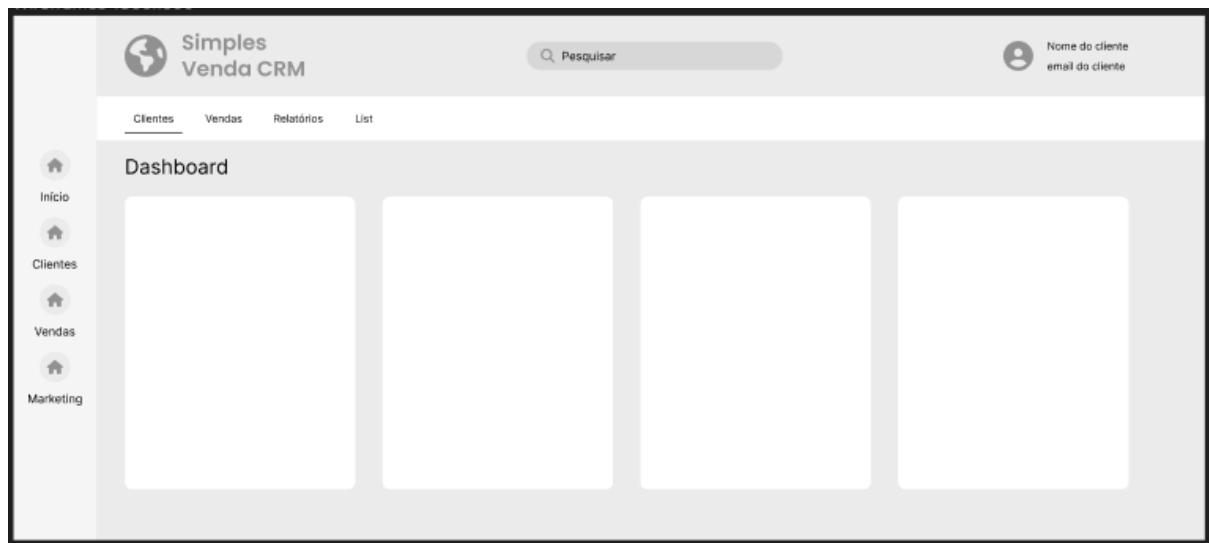 Simples
Venda CRM
Pesquisar
Nome do cliente
email do cliente
Clientes
Vendas
Relatórios
List
Dashboard
Início
Clientes
Vendas
Marketing